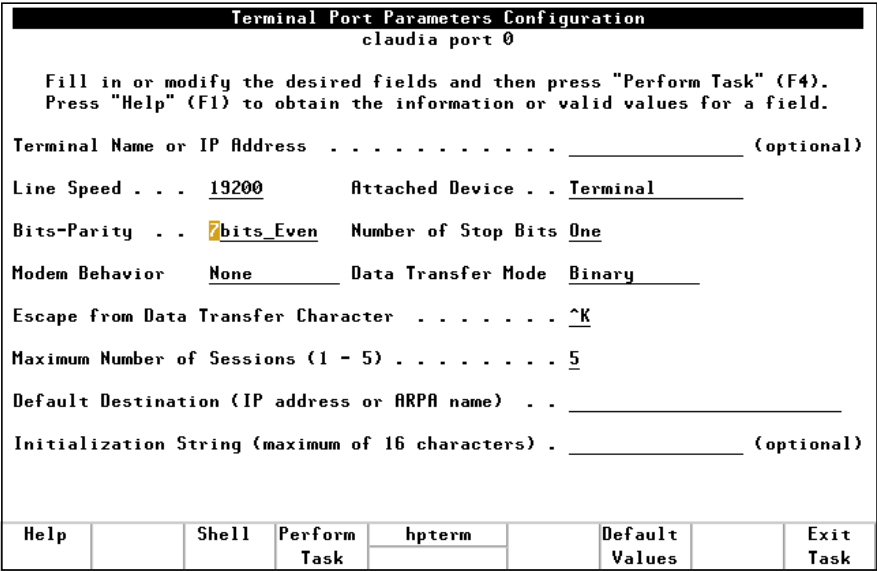 Terminal Port Parameters Configuration
claudia port 0
Fill in or modify the desired fields and then press "Perform Task" (F4).
Press "Help" (F1) to obtain the information or valid values for a field.
Terminal Name or IP Address . . . . . . . . . . . ________________ (optional)
Line Speed . . . 19200 Attached Device . . Terminal
Bits-Parity . . 7bits_Even Number of Stop Bits One
Modem Behavior None Data Transfer Mode Binary
Escape from Data Transfer Character . . . . . . . ^K
Maximum Number of Sessions (1 - 5) . . . . . . . . 5
Default Destination (IP address or ARPA name) . . _________________________
Initialization String (maximum of 16 characters) . ________________ (optional)
Help Shell Perform hpterm Default Exit
Task Values Task